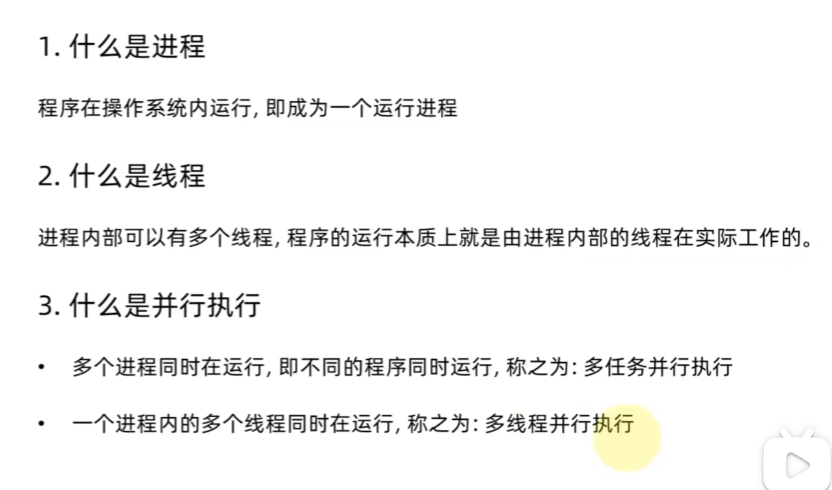 1. 什么是进程
程序在操作系统内运行, 即成为一个运行进程
2. 什么是线程
进程内部可以有多个线程, 程序的运行本质上就是由进程内部的线程在实际工作的。
3. 什么是并行执行
• 多个进程同时在运行, 即不同的程序同时运行, 称之为: 多任务并行执行
• 一个进程内的多个线程同时在运行, 称之为: 多线程并行执行